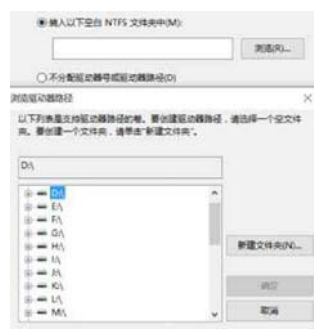 装入以下空白 NTFS 文件夹中(M):
浏览(R)...
不分配驱动器号或驱动器路径(D)
浏览驱动器路径
以下列表是支持驱动器路径的卷。要创建驱动器路径，请选择一个空文件
夹。要创建一个文件夹，请单击“新建文件夹”。
D:\
D:\
E:\
F:\
G:\
H:\
I:\
J:\
K:\
L:\
M:\
新建文件夹(N)...
确定
取消